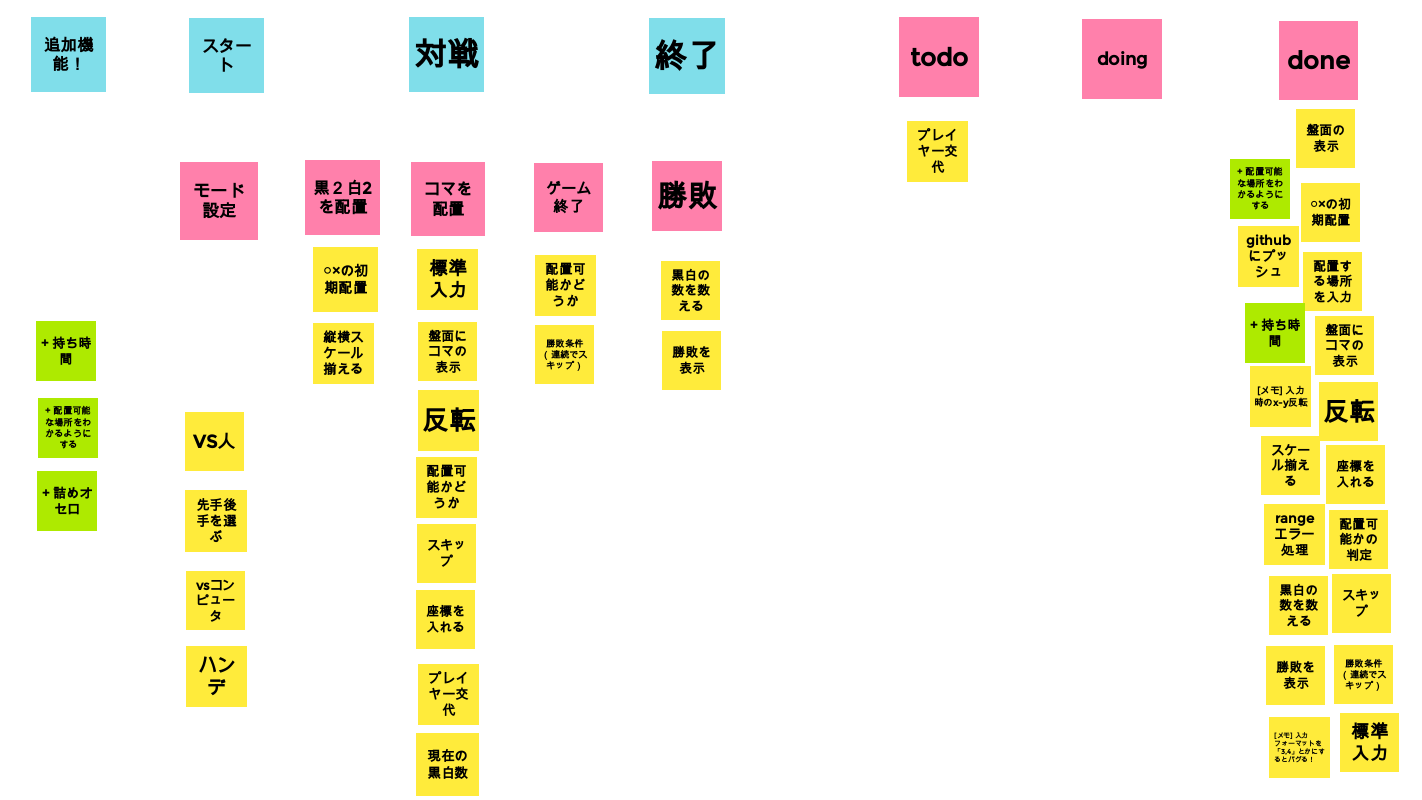 追加機
能！
スター
ト
対戦
終了
todo
doing
done
モード
設定
黒２白2
を配置
コマを
配置
ゲーム
終了
勝敗
+ 持ち時
間
+ 配置可能
な場所をわ
かるように
する
+ 詰めオ
セロ
VS人
先手後
手を選
ぶ
vsコン
ピュー
タ
ハン
デ
○×の初
期配置
縦横ス
ケール
揃える
標準
入力
盤面に
コマの
表示
反転
配置可
能かど
うか
スキッ
プ
座標を
入れる
プレイ
ヤー交
代
現在の
黒白数
配置可
能かど
うか
勝敗条件
（連続でス
キップ）
黒白の
数を数
える
勝敗を
表示
プレイ
ヤー交
代
盤面の
表示
+ 配置可能
な場所をわ
かるように
する
○×の初
期配置
github
にプッ
シュ
配置す
る場所
を入力
+ 持ち時
間
盤面に
コマの
表示
[メモ] 入力
時のx-y反転
反転
スケー
ル揃え
る
座標を
入れる
range
エラー
処理
配置可
能かの
判定
黒白の
数を数
える
スキッ
プ
勝敗を
表示
勝敗条件
（連続でス
キップ）
[メモ] 入力
フォーマットを
「3,4」とかにす
るとバグる！
標準
入力